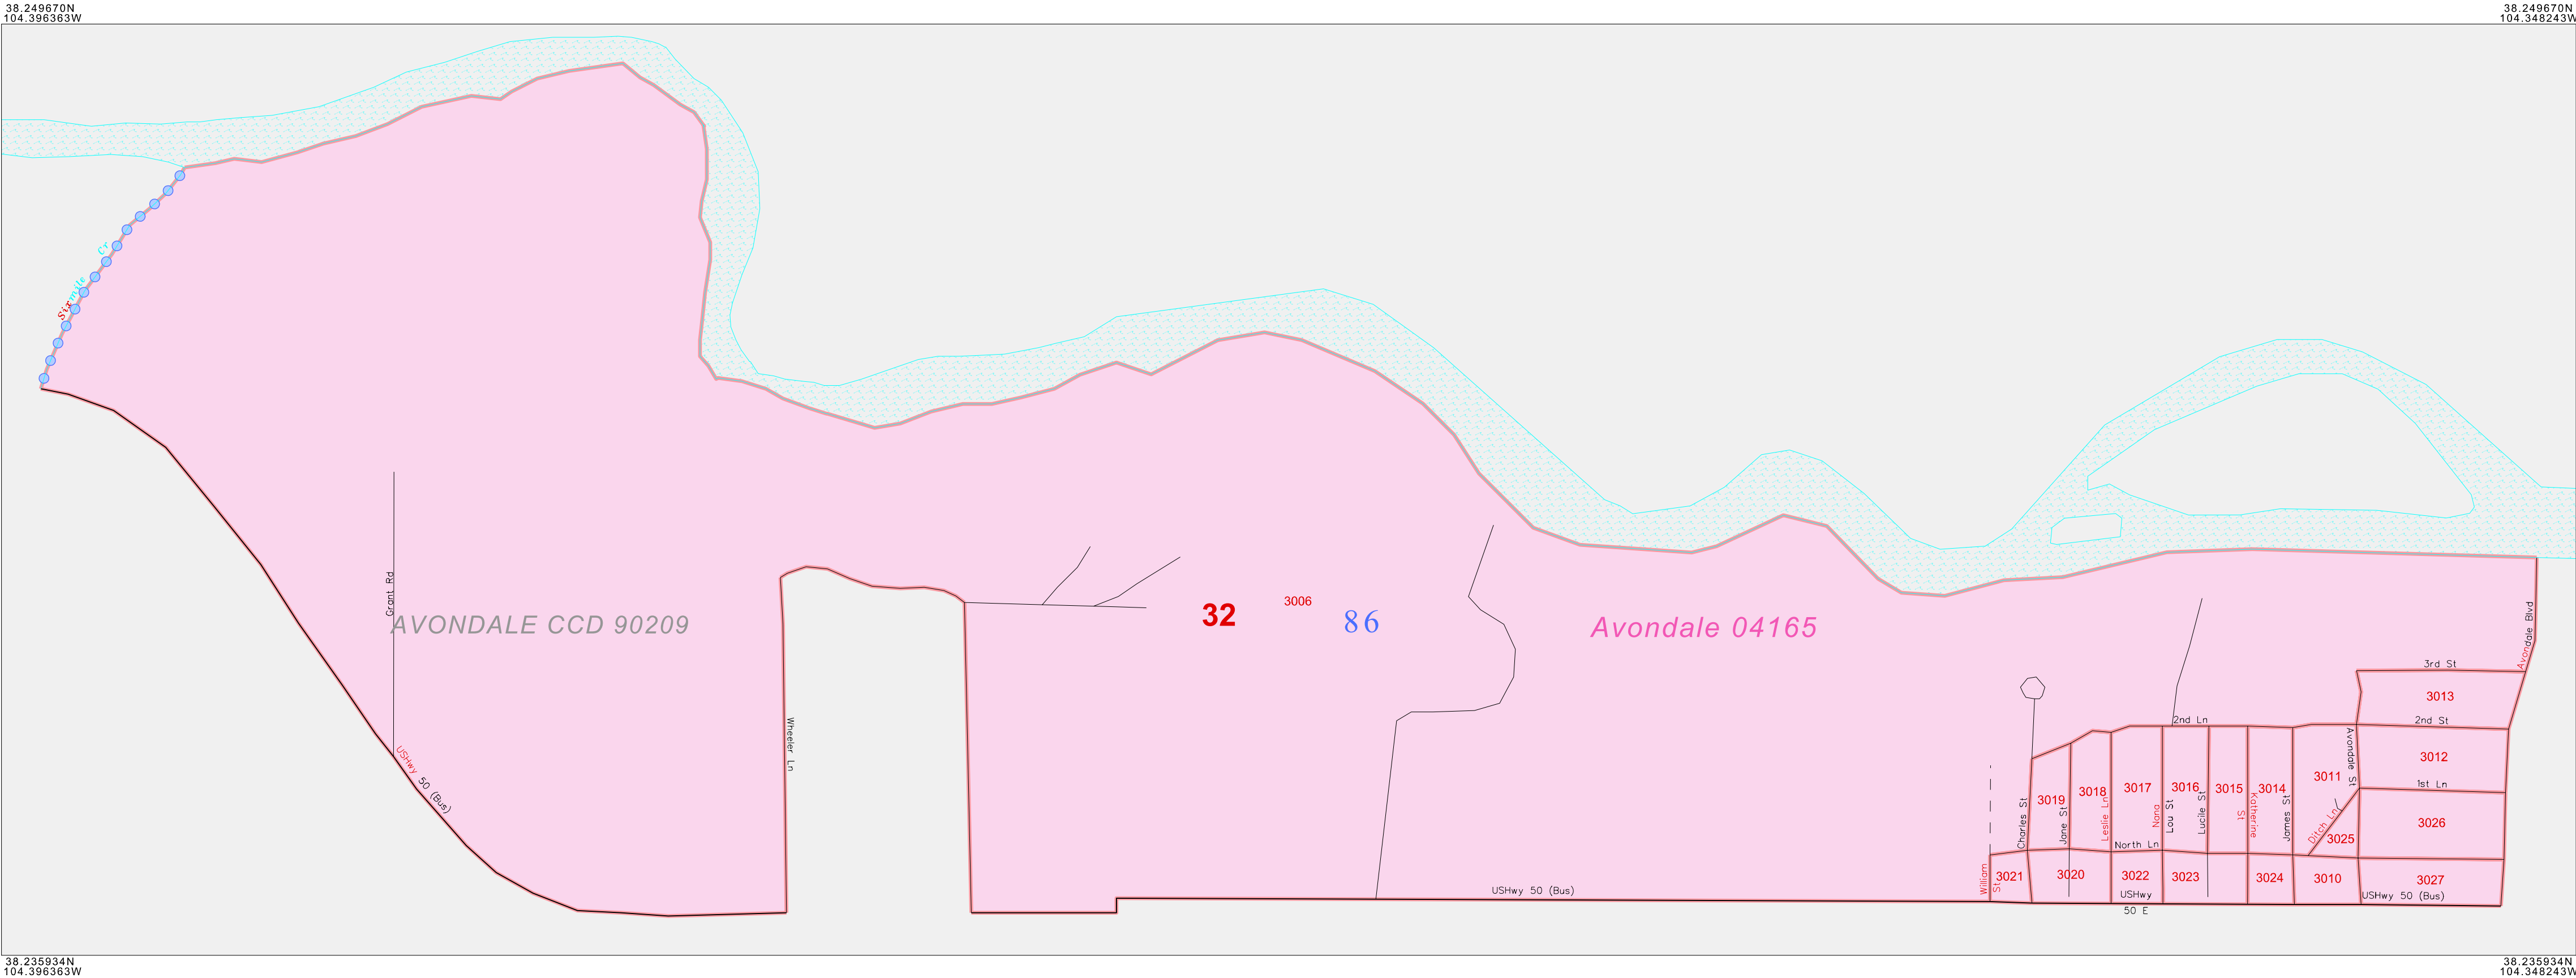 38.249670N
104.396363W
38.249670N
104.348243W
Sixmile Cr
Grant Rd
AVONDALE CCD 90209
32
3006
86
Avondale 04165
Avondale Blvd
3rd St
3013
2nd Ln
2nd St
Wheeler Ln
USHwy 50 (Bus)
Avondale St
3012
3011
1st Ln
3019
3018
3017
3016
3015
3014
Charles St
Jane St
Leslie Ln
Nana
Lou St
Lucile St
Katherine
St
James St
Ditch Ln
3025
3026
North Ln
William
St
3021
3020
3022
3023
3024
3010
3027
USHwy 50 (Bus)
USHwy
50 E
USHwy 50 (Bus)
38.235934N
104.396363W
38.235934N
104.348243W